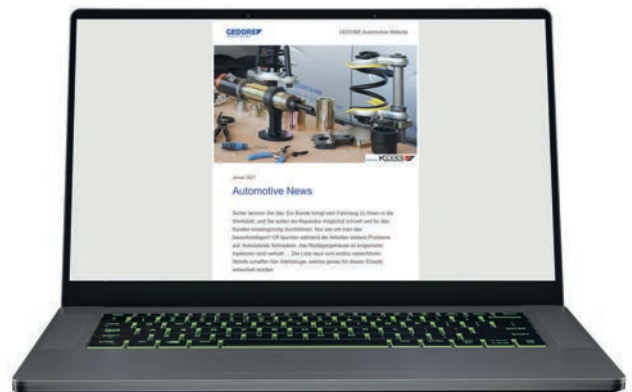 GEDORE
GEDORE Automotive Website
KLANN
Januar 2021
Automotive News
Sicher kennen Sie das: Ein Kunde bringt sein Fahrzeug zu Ihnen in die
Werkstatt, und Sie sollen die Reparatur möglichst schnell und für den
Kunden kostengünstig durchführen. Nur wie will man das
bewerkstelligen? Oft tauchen während der Arbeiten weitere Probleme
auf: festsitzende Schrauben, das Radlagergehäuse ist eingerostet,
Injektoren sind verkokt ... Die Liste lässt sich endlos weiterführen.
Abhilfe schaffen hier Werkzeuge, welche genau für diesen Einsatz
entwickelt wurden.